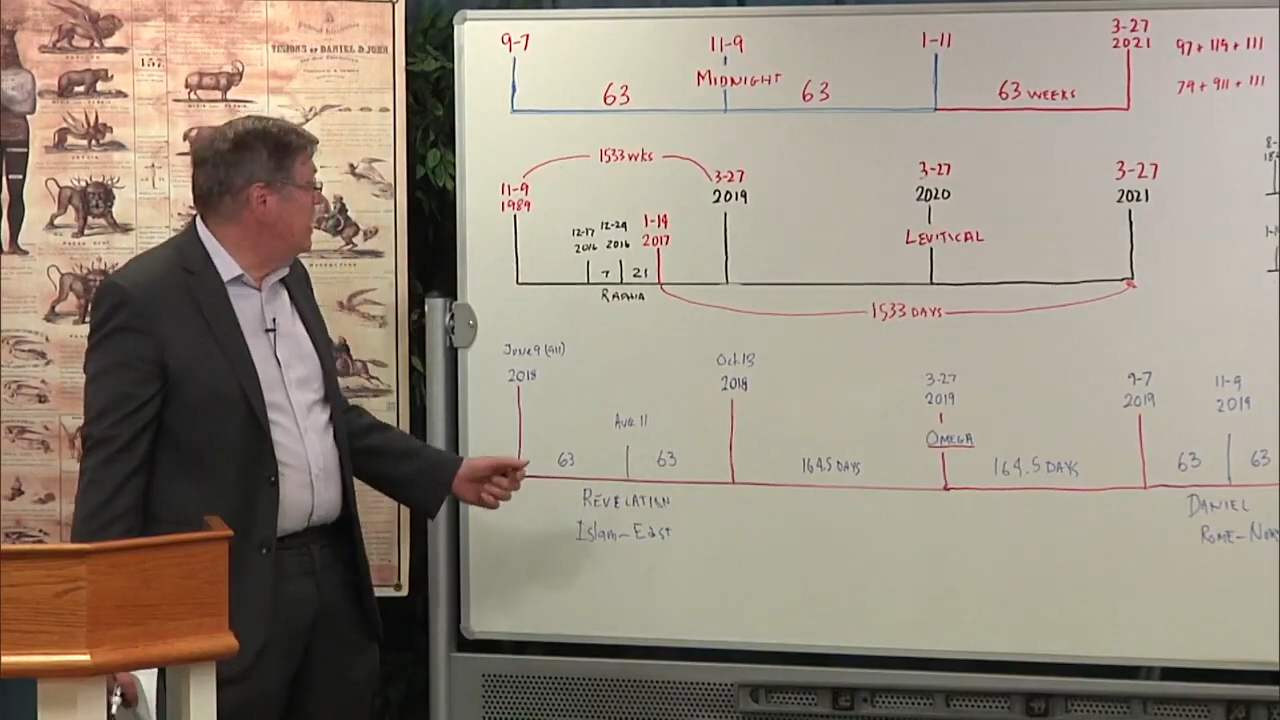 VISIONS OF DANIEL & JOHN
157
9-7
11-9
1-11
3-27
2021
97 + 119 + 111
79 + 911 + 111
MIDNIGHT
63
63
63 WEEKS
1533 WKS
11-9
1989
3-27
2019
3-27
2020
3-27
2021
12-17
2016
12-24
2016
1-14
2017
LEVITICAL
7
21
RAPHIA
1533 DAYS
June 9 (911)
2018
Oct. 13
2018
3-27
2019
9-7
2019
11-9
2019
Aug. 11
OMEGA
63
63
164.5 DAYS
164.5 DAYS
63
63
REVELATION
Islam-East
DANIEL